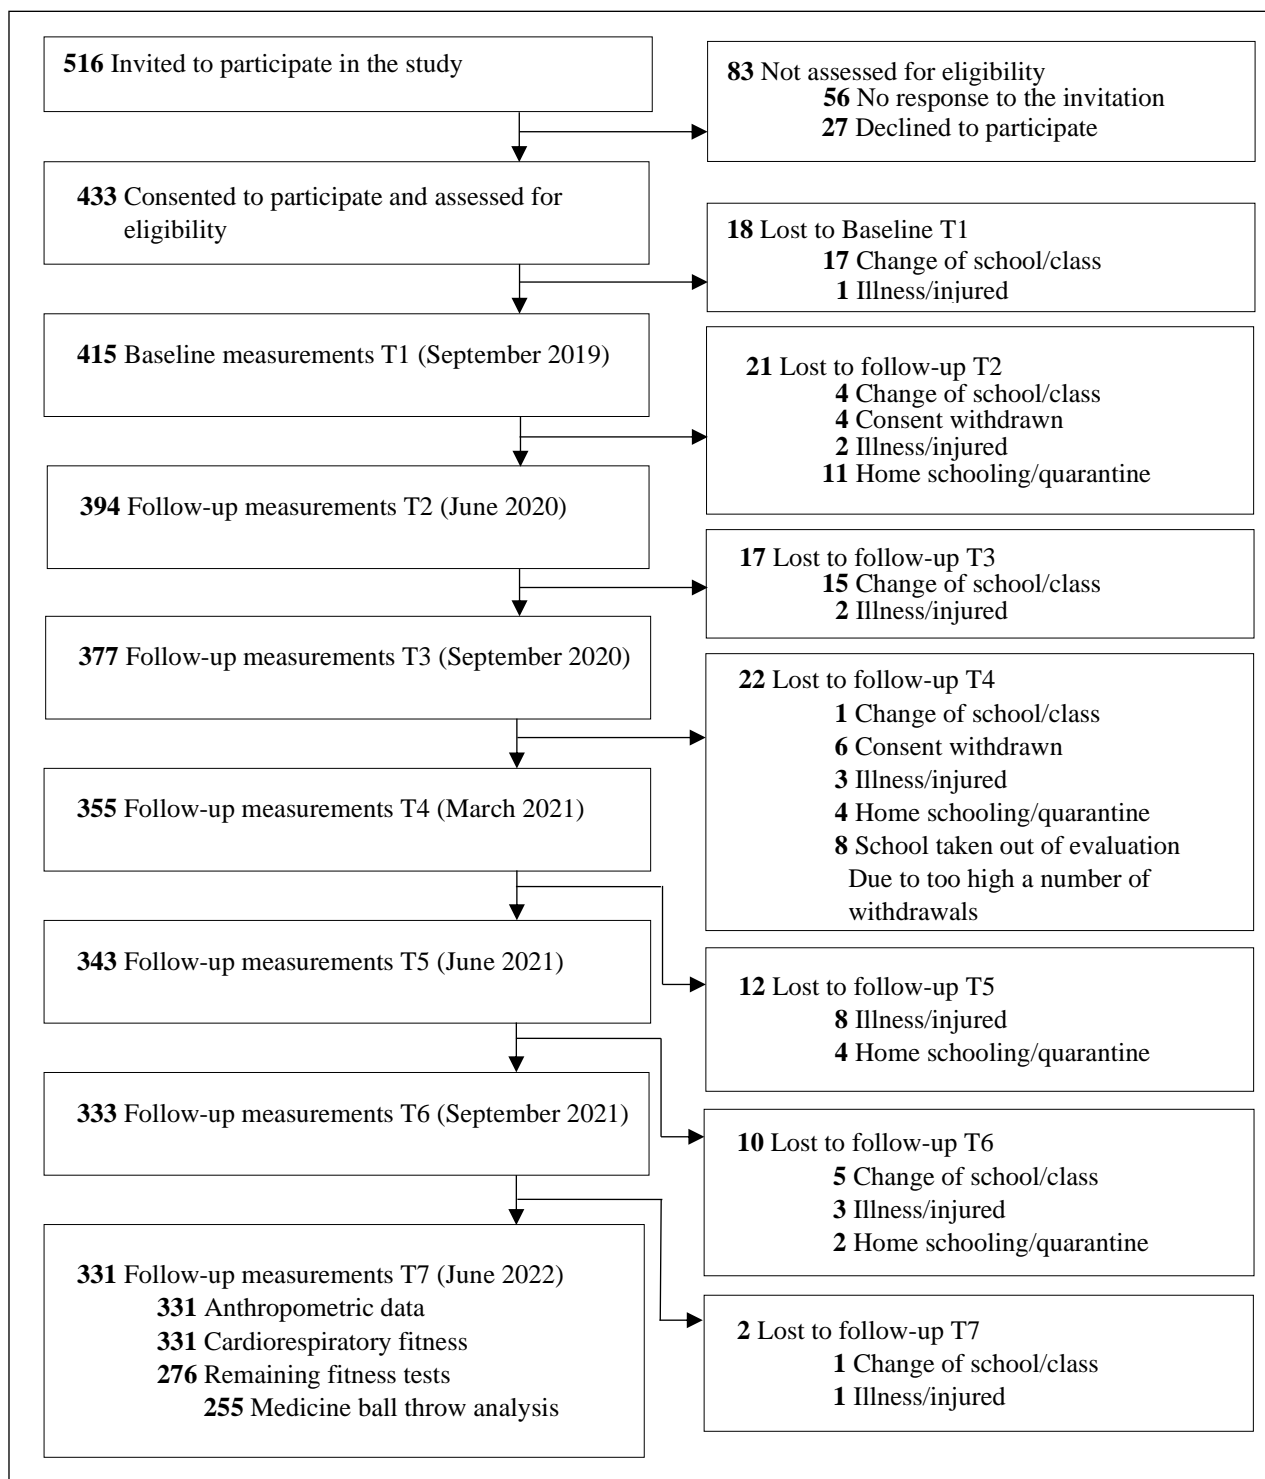 516 Invited to participate in the study
83 Not assessed for eligibility
56 No response to the invitation
27 Declined to participate
433 Consented to participate and assessed for
eligibility
18 Lost to Baseline T1
17 Change of school/class
1 Illness/injured
415 Baseline measurements T1 (September 2019)
21 Lost to follow-up T2
4 Change of school/class
4 Consent withdrawn
2 Illness/injured
11 Home schooling/quarantine
394 Follow-up measurements T2 (June 2020)
17 Lost to follow-up T3
15 Change of school/class
2 Illness/injured
377 Follow-up measurements T3 (September 2020)
22 Lost to follow-up T4
1 Change of school/class
6 Consent withdrawn
3 Illness/injured
4 Home schooling/quarantine
8 School taken out of evaluation
Due to too high a number of
withdrawals
355 Follow-up measurements T4 (March 2021)
12 Lost to follow-up T5
8 Illness/injured
4 Home schooling/quarantine
343 Follow-up measurements T5 (June 2021)
10 Lost to follow-up T6
5 Change of school/class
3 Illness/injured
2 Home schooling/quarantine
333 Follow-up measurements T6 (September 2021)
2 Lost to follow-up T7
1 Change of school/class
1 Illness/injured
331 Follow-up measurements T7 (June 2022)
331 Anthropometric data
331 Cardiorespiratory fitness
276 Remaining fitness tests
255 Medicine ball throw analysis